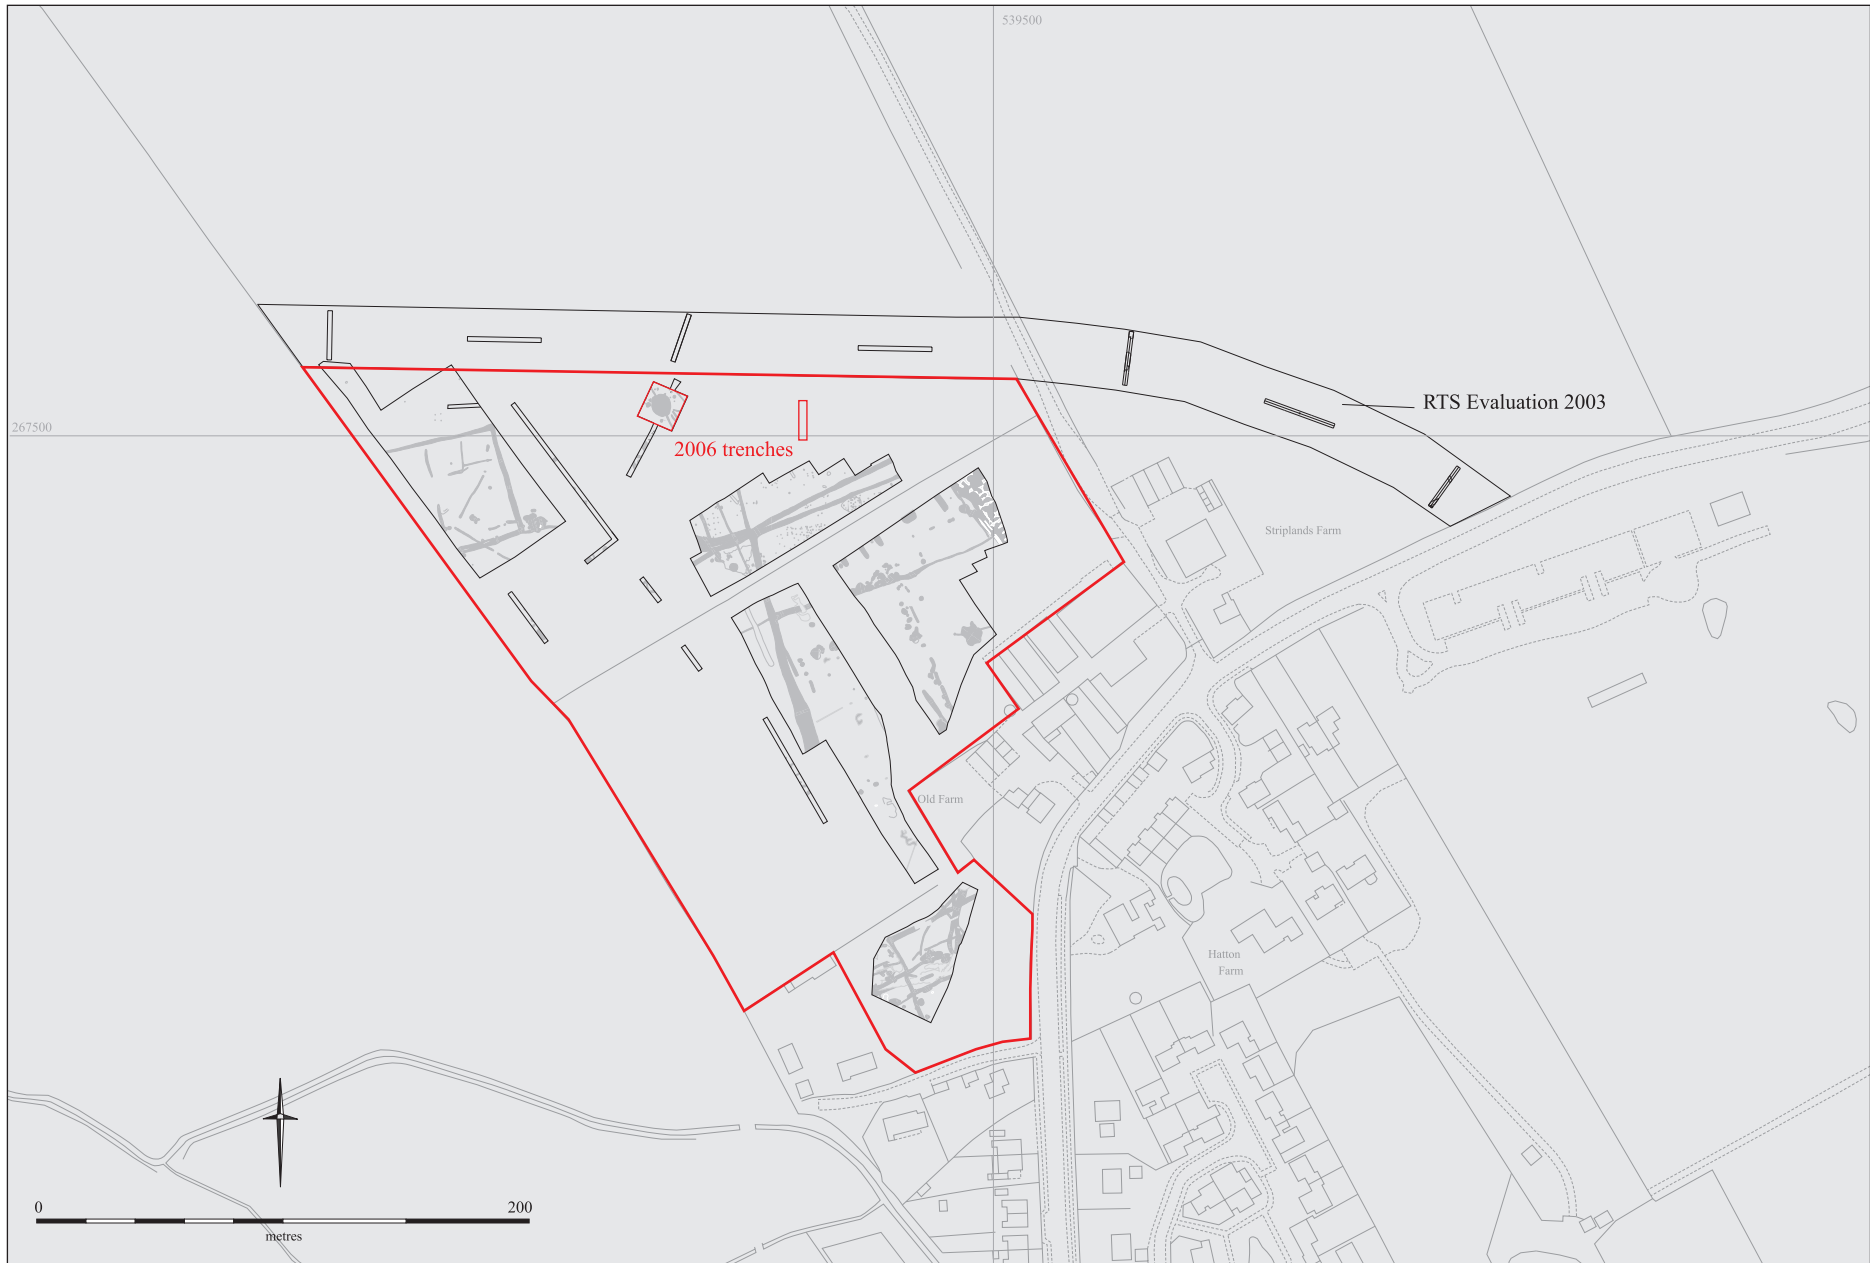 539500
RTS Evaluation 2003
267500
2006 trenches
Striplands Farm
Old Farm
Hatton
Farm
0
200
metres